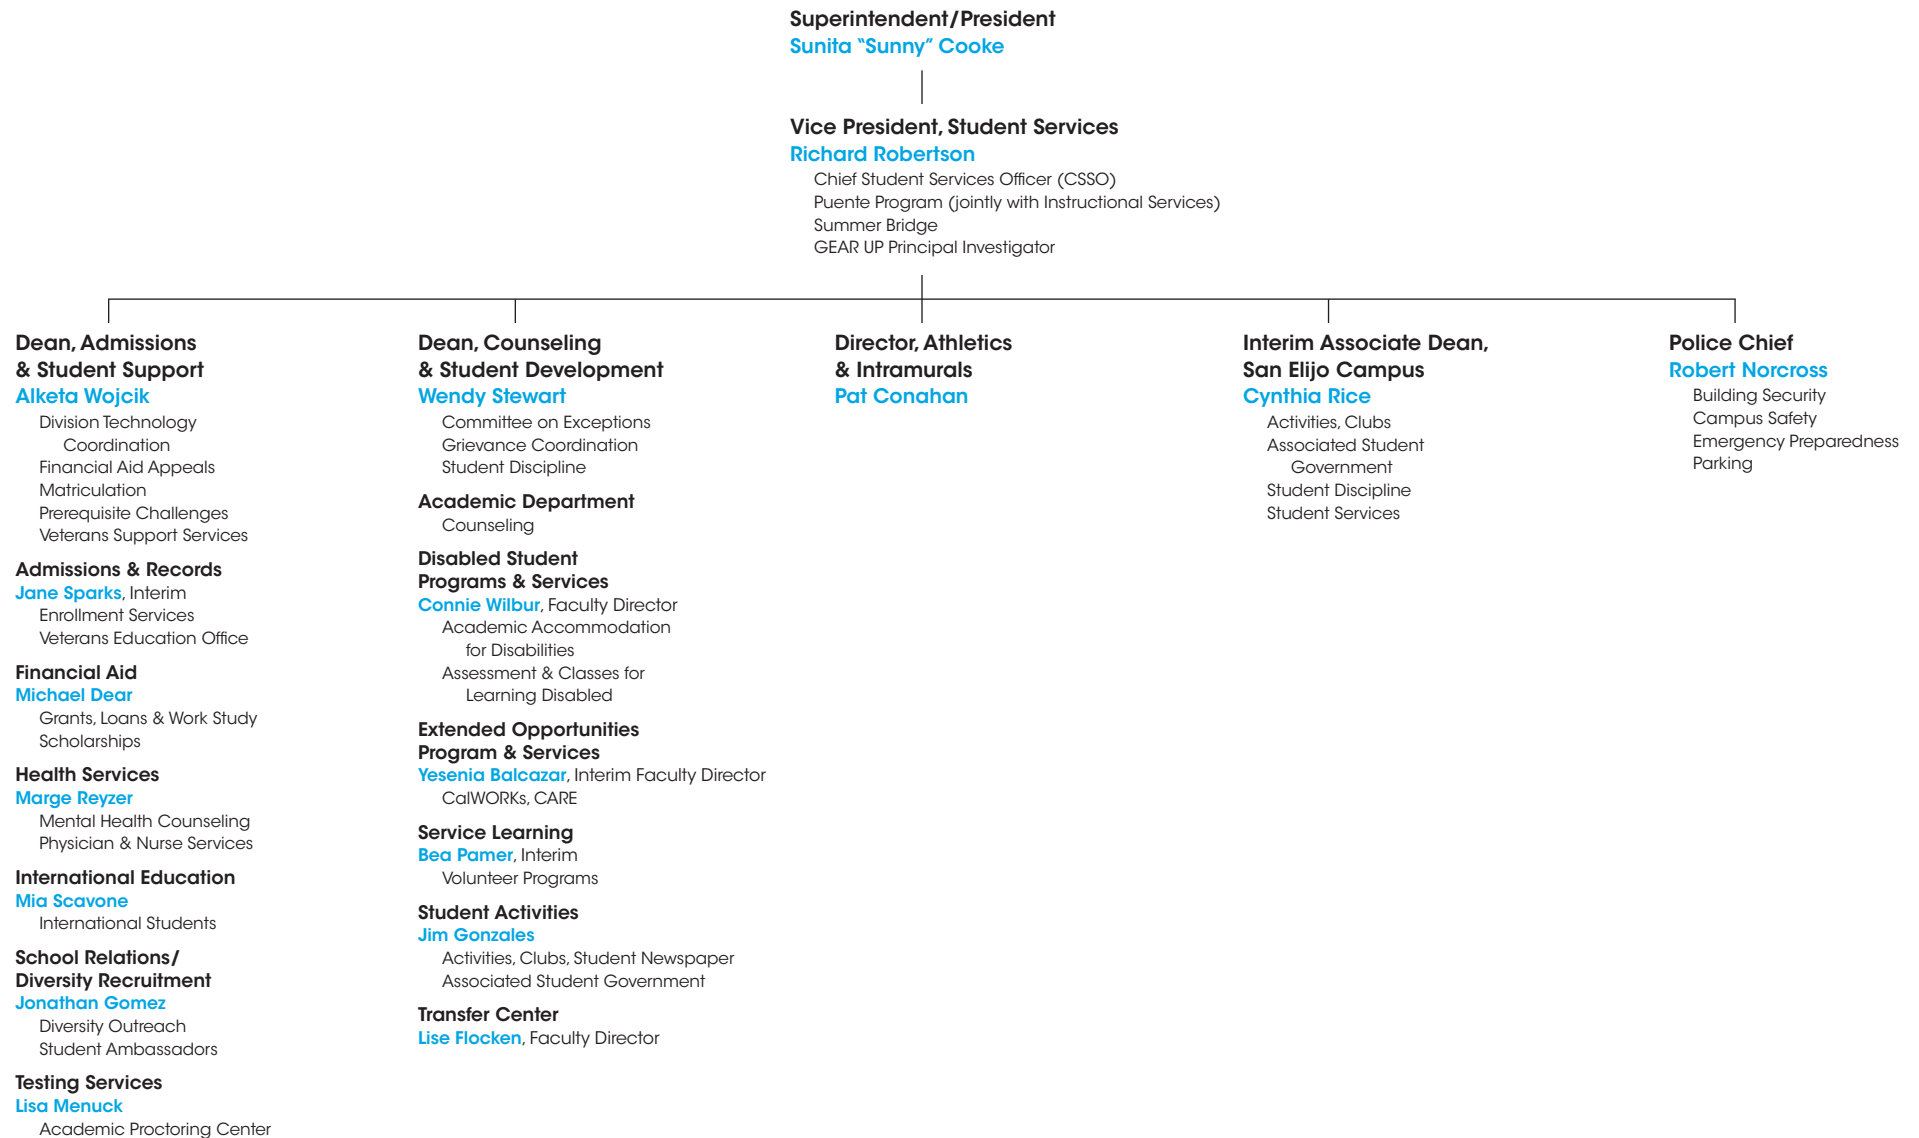 Superintendent/President
Sunita “Sunny” Cooke
Vice President, Student Services
Richard Robertson
Chief Student Services Officer (CSSO)
Puente Program (jointly with Instructional Services)
Summer Bridge
GEAR UP Principal Investigator
Dean, Admissions
& Student Support
Alketa Wojcik
Division Technology
Coordination
Financial Aid Appeals
Matriculation
Prerequisite Challenges
Veterans Support Services
Admissions & Records
Jane Sparks, Interim
Enrollment Services
Veterans Education Office
Financial Aid
Michael Dear
Grants, Loans & Work Study
Scholarships
Health Services
Marge Reyzer
Mental Health Counseling
Physician & Nurse Services
International Education
Mia Scavone
International Students
School Relations/
Diversity Recruitment
Jonathan Gomez
Diversity Outreach
Student Ambassadors
Testing Services
Lisa Menuck
Academic Proctoring Center
Dean, Counseling
& Student Development
Wendy Stewart
Committee on Exceptions
Grievance Coordination
Student Discipline
Academic Department
Counseling
Disabled Student
Programs & Services
Connie Wilbur, Faculty Director
Academic Accommodation
for Disabilities
Assessment & Classes for
Learning Disabled
Extended Opportunities
Program & Services
Yesenia Balcazar, Interim Faculty Director
CalWORKs, CARE
Service Learning
Bea Pamer, Interim
Volunteer Programs
Student Activities
Jim Gonzales
Activities, Clubs, Student Newspaper
Associated Student Government
Transfer Center
Lise Flocken, Faculty Director
Director, Athletics
& Intramurals
Pat Conahan
Interim Associate Dean,
San Elijo Campus
Cynthia Rice
Activities, Clubs
Associated Student
Government
Student Discipline
Student Services
Police Chief
Robert Norcross
Building Security
Campus Safety
Emergency Preparedness
Parking